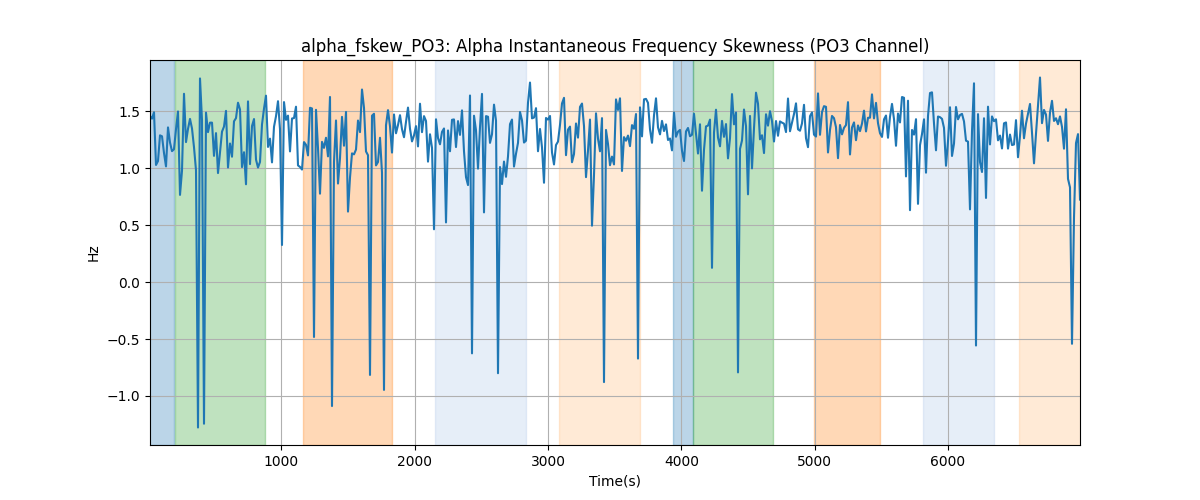 alpha_fskew_PO3: Alpha Instantaneous Frequency Skewness (PO3 Channel)
1.5
1.0
0.5
0.0
−0.5
−1.0
Hz
1000 2000 3000 4000 5000 6000
Time(s)